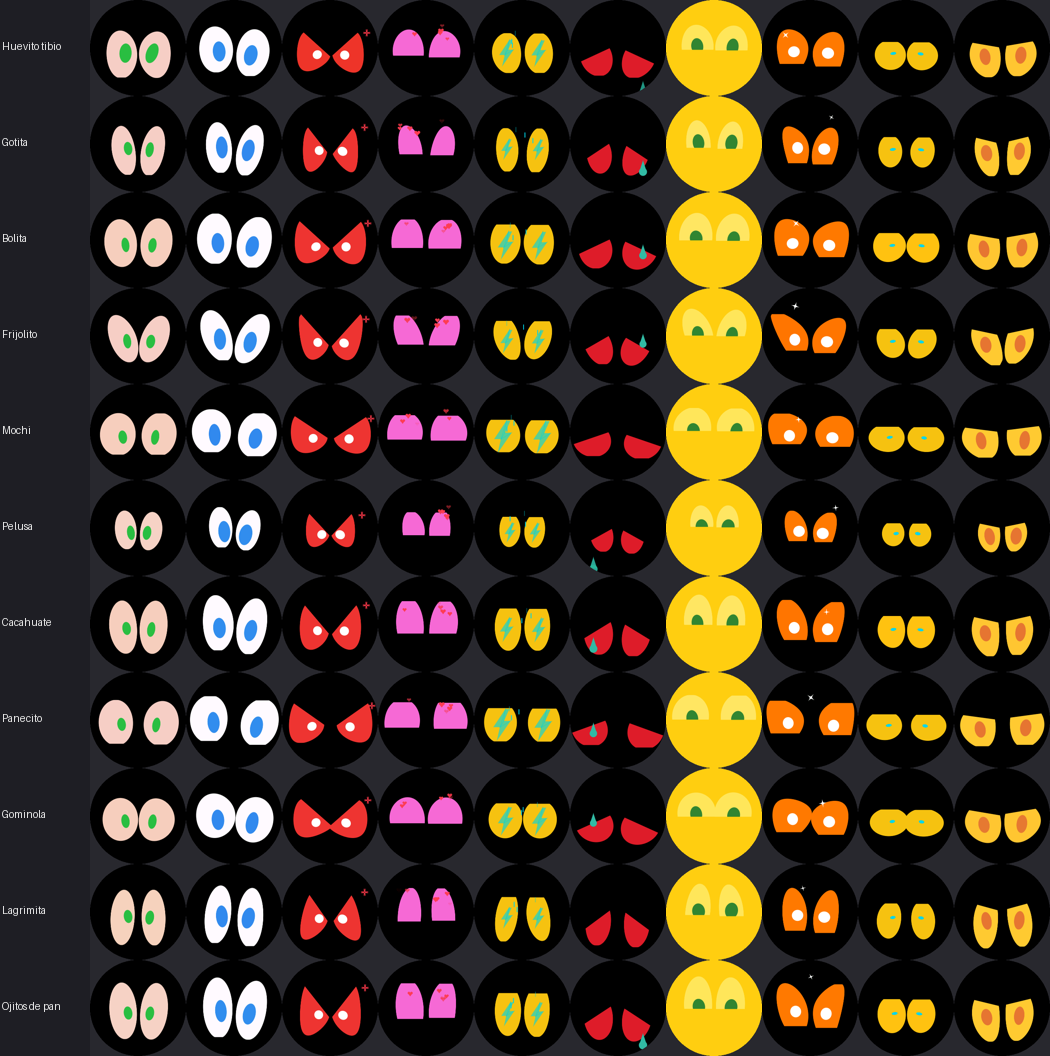 Huevito tibio
Gotita
Bolita
Frijolito
Mochi
Pelusa
Cacahuate
Panecito
Gominola
Lagrimita
Ojitos de pan